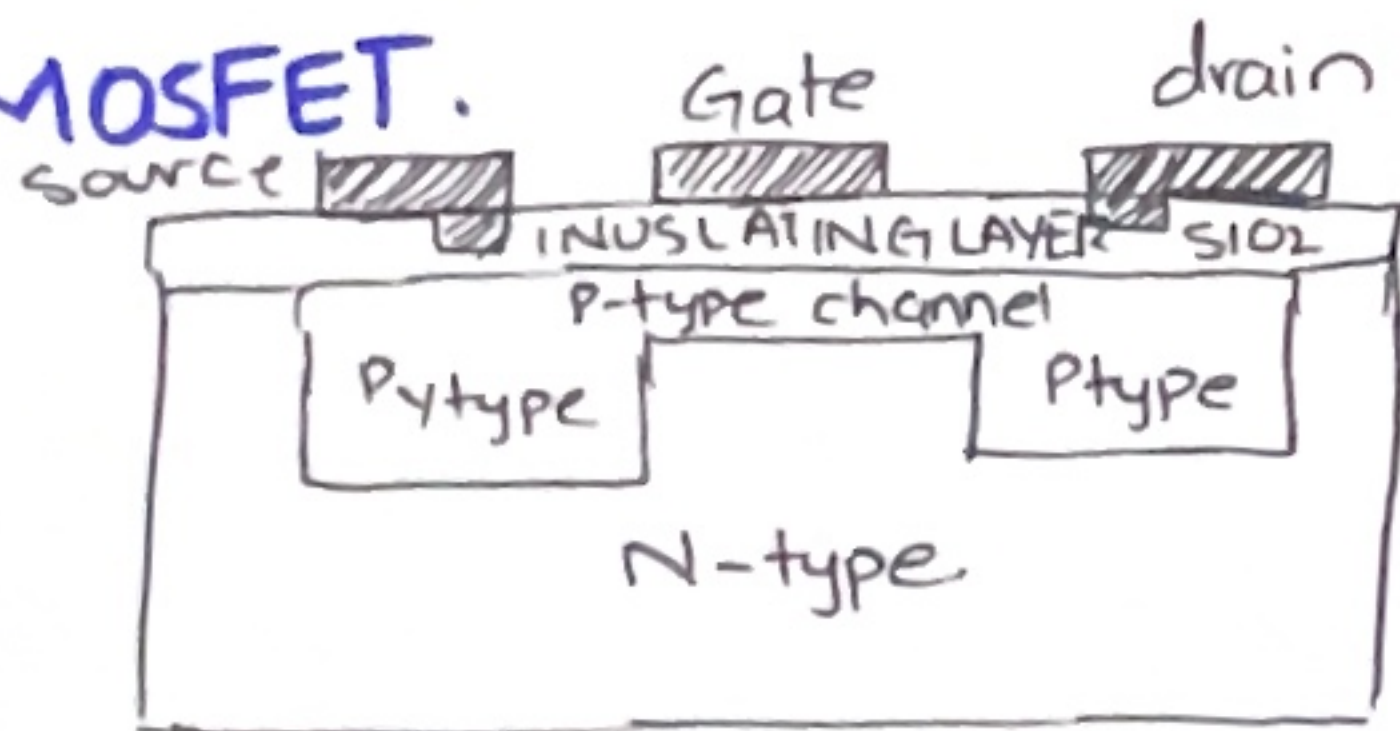 MOSFET.
Gate
drain
source
INUSLATING LAYER SIO2
P-type channel
Pytype
Ptype
N-type